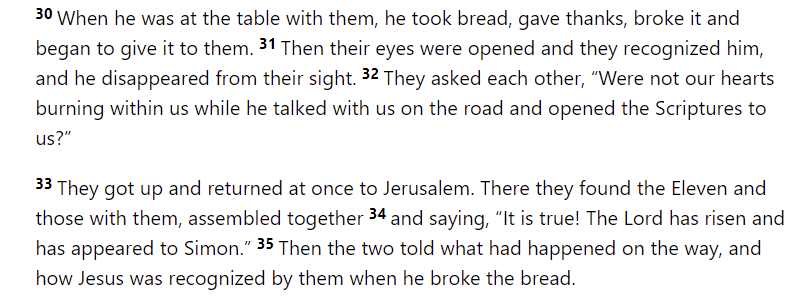 30 When he was at the table with them, he took bread, gave thanks, broke it and
began to give it to them. 31 Then their eyes were opened and they recognized him,
and he disappeared from their sight. 32 They asked each other, “Were not our hearts
burning within us while he talked with us on the road and opened the Scriptures to
us?”
33 They got up and returned at once to Jerusalem. There they found the Eleven and
those with them, assembled together 34 and saying, “It is true! The Lord has risen and
has appeared to Simon.” 35 Then the two told what had happened on the way, and
how Jesus was recognized by them when he broke the bread.